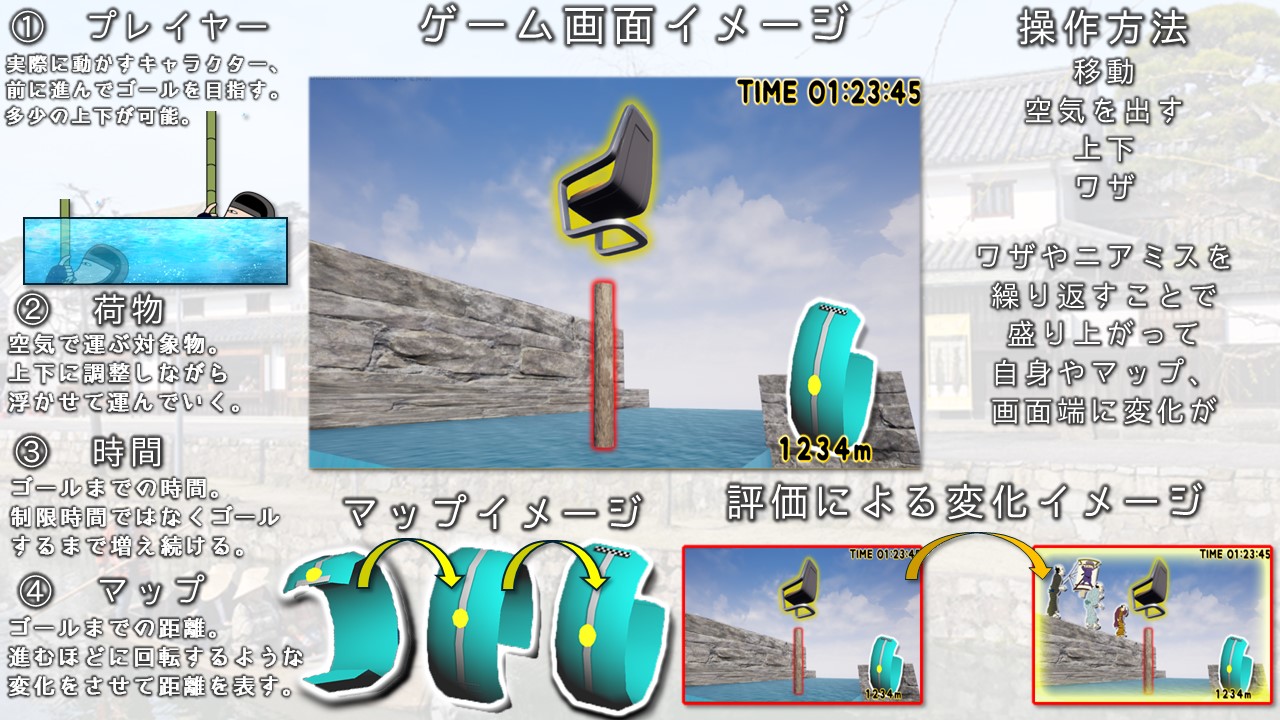 ① プレイヤー
実際に動かすキャラクター、
前に進んでゴールを目指す。
多少の上下が可能。
② 荷物
空気で運ぶ対象物。
上下に調整しながら
浮かせて運んでいく。
③ 時間
ゴールまでの時間。
制限時間ではなくゴール
するまで増え続ける。
④ マップ
ゴールまでの距離。
進むほどに回転するような
変化をさせて距離を表す。
ゲーム画面イメージ
TIME 01:23:45
1234m
操作方法
移動
空気を出す
上下
ワザ
ワザやニアミスを
繰り返すことで
盛り上がって
自身やマップ、
画面端に変化が
マップイメージ
評価による変化イメージ
TIME 01:23:45
1234m
TIME 01:23:45
1234m